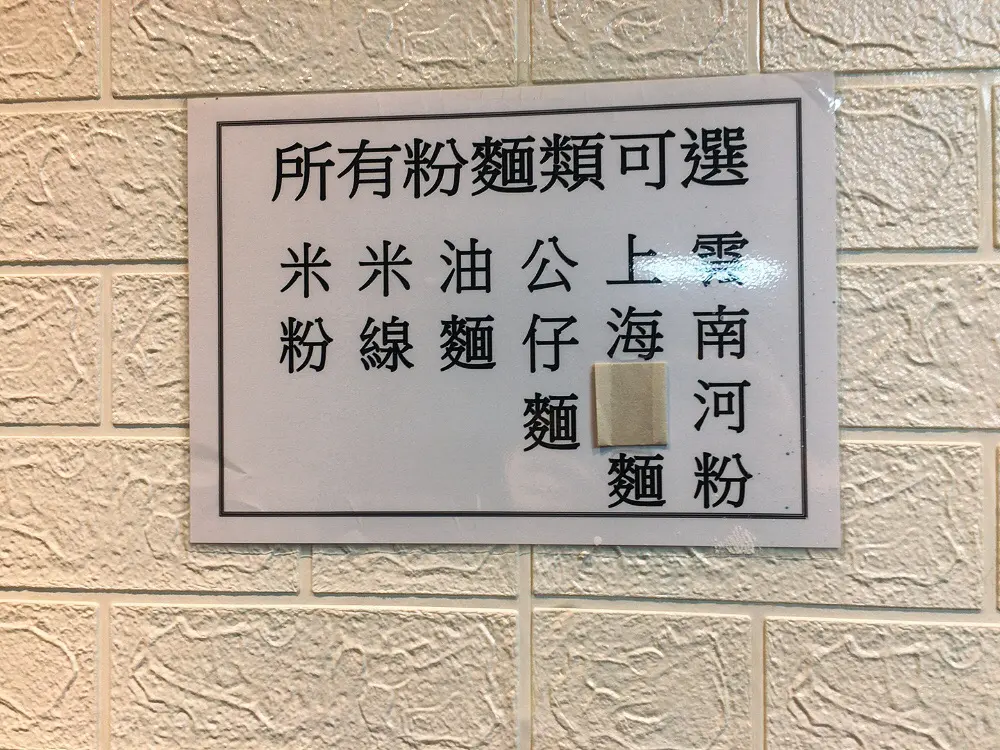 所有粉麵類可選
雲南河粉
上海麵
公仔麵
油麵
米線
米粉